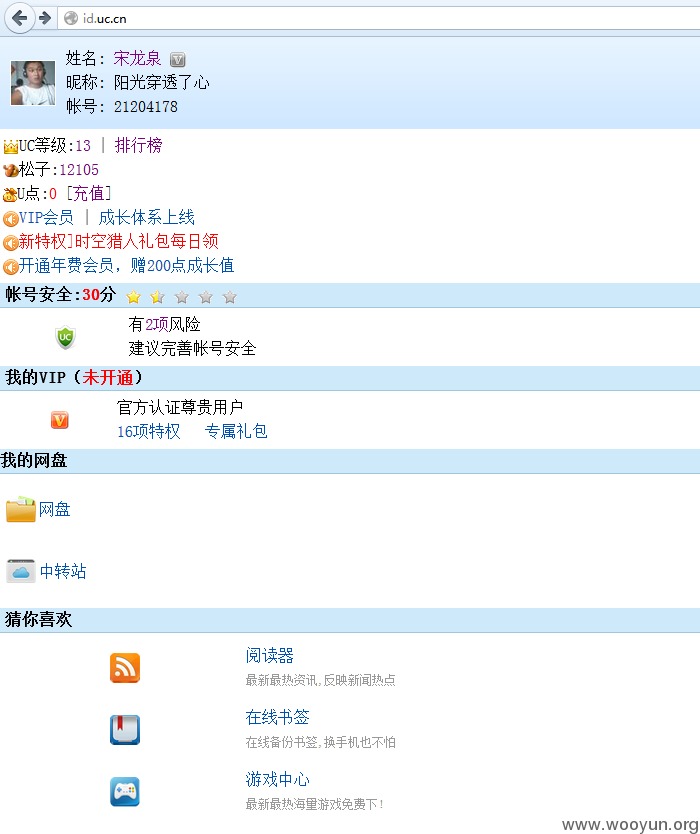 id.uc.cn
姓名: 宋龙泉 V
昵称: 阳光穿透了心
帐号: 21204178
UC等级:13 | 排行榜
松子:12105
U点:0 [充值]
VIP会员 | 成长体系上线
新特权]时空猎人礼包每日领
开通年费会员，赠200点成长值
帐号安全:30分
有2项风险
UC
建议完善帐号安全
我的VIP（未开通）
官方认证尊贵用户
V
16项特权 专属礼包
我的网盘
网盘
中转站
猜你喜欢
阅读器
最新最热资讯,反映新闻热点
在线书签
在线备份书签,换手机也不怕
游戏中心
最新最热海量游戏免费下!
www.wooyun.org